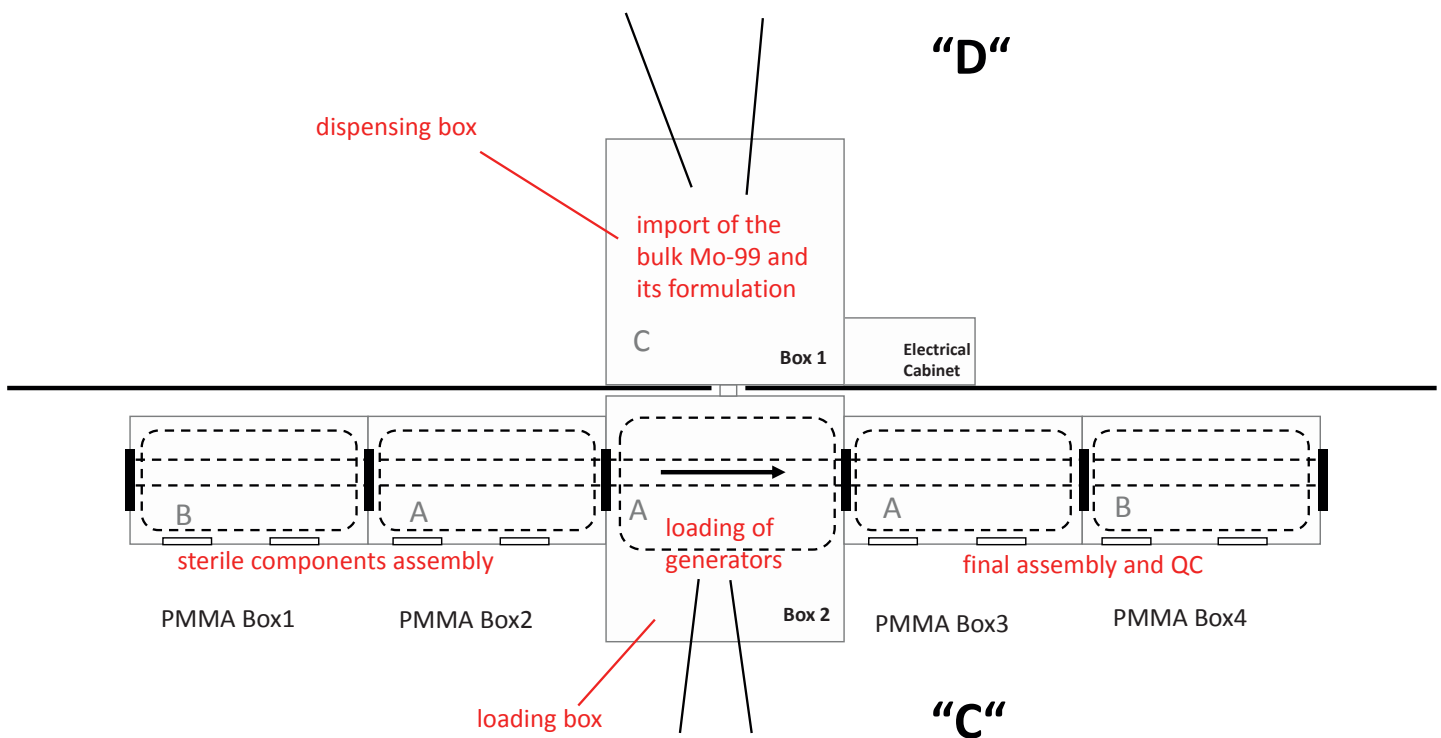 “D“
dispensing box
import of the
bulk Mo-99 and
its formulation
C
Box 1
Electrical
Cabinet
B
A
A
A
B
loading of
generators
sterile components assembly
final assembly and QC
PMMA Box1
PMMA Box2
Box 2
PMMA Box3
PMMA Box4
loading box
“C“